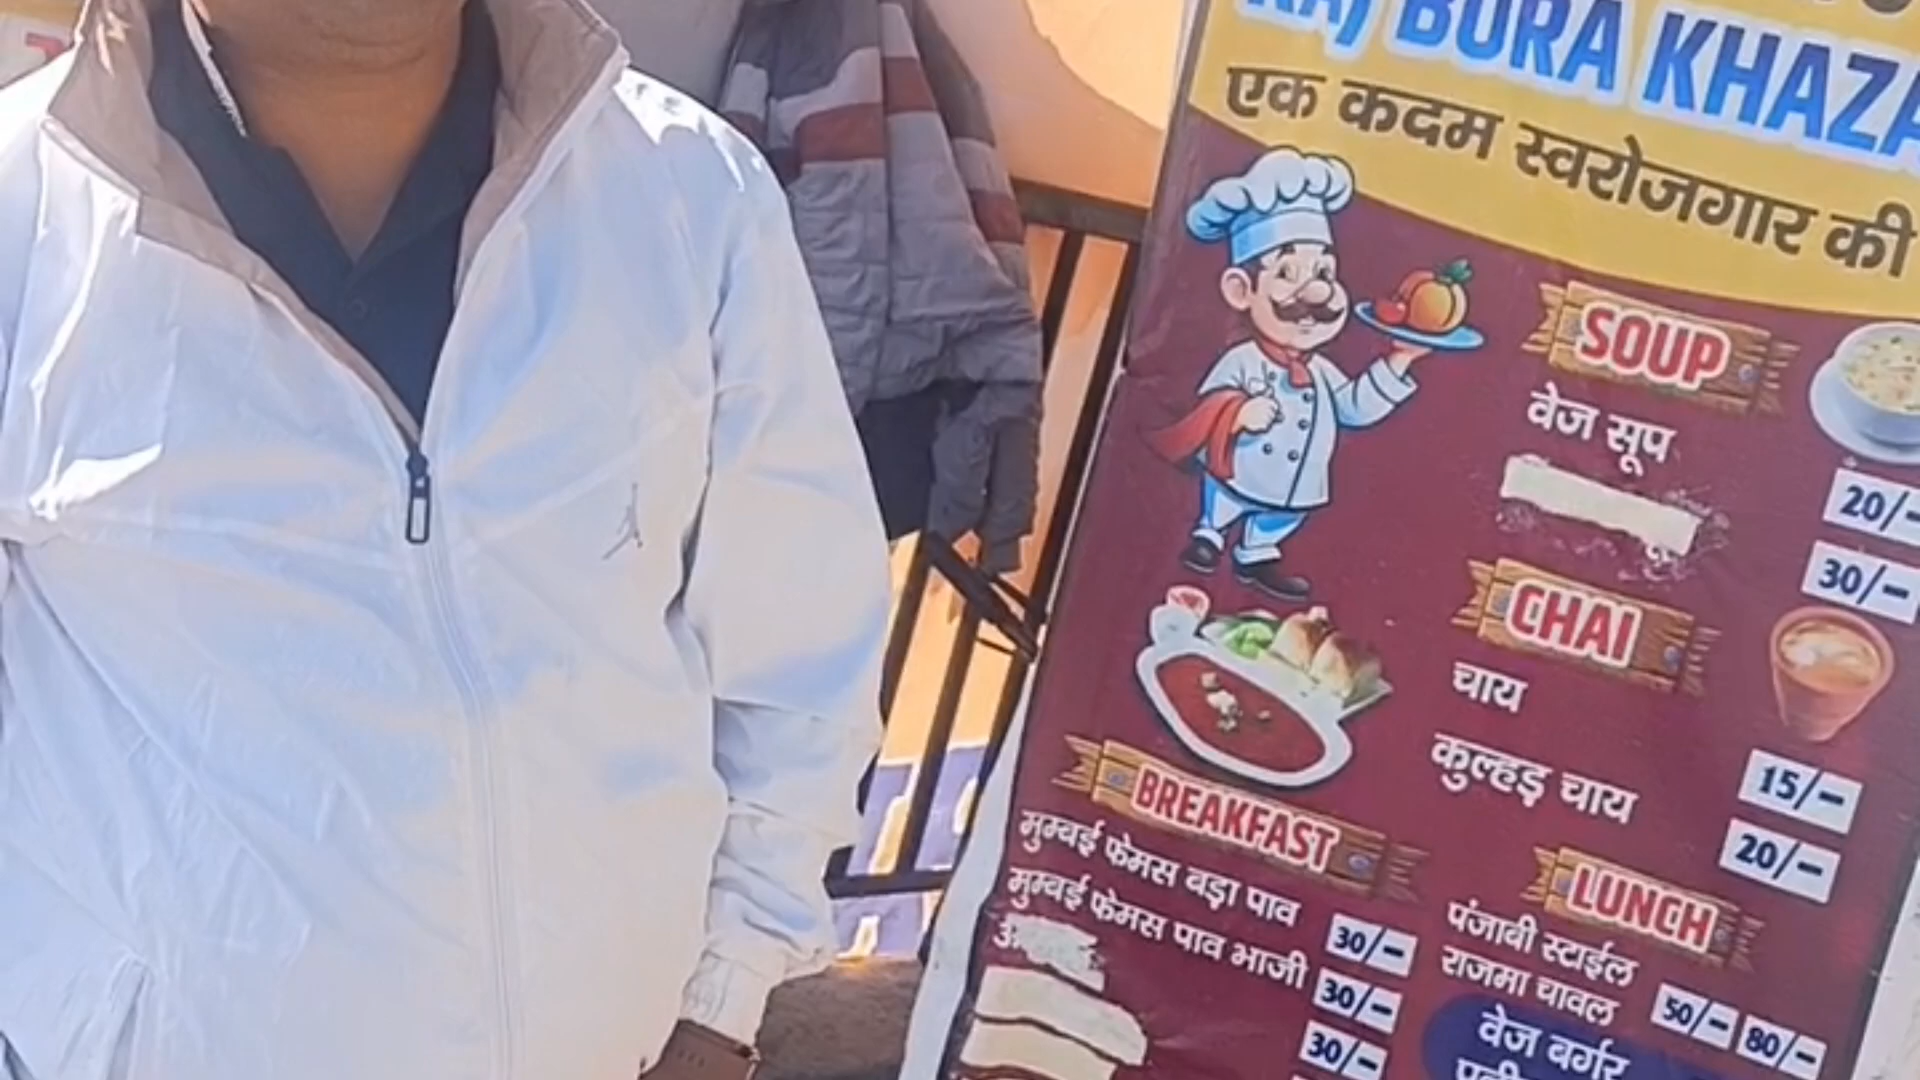 RAJ BURA KHAZA
एक कदम स्वरोजगार की
SOUP
वेज सूप
20/-
30/-
CHAI
चाय
15/-
कुल्हड़ चाय
20/-
BREAKFAST
मुम्बई फेमस वड़ा पाव 30/-
मुम्बई फेमस पाव भाजी 30/-
30/-
LUNCH
पंजाबी स्टाईल
राजमा चावल 50/- 80/-
वेज बर्गर